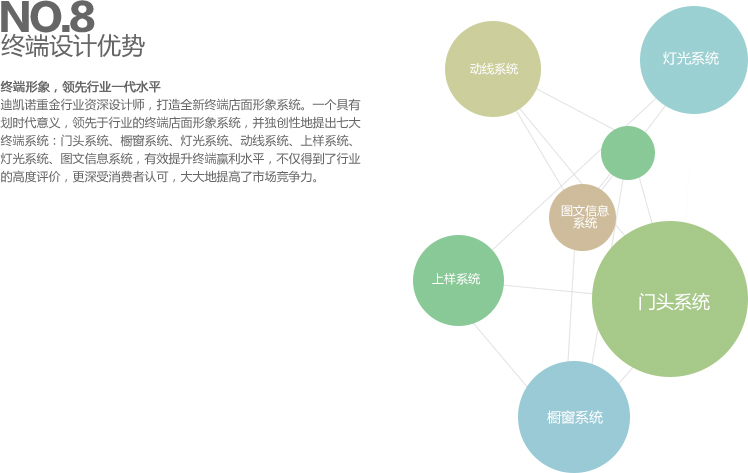 NO.8
终端设计优势
终端形象，领先行业一代水平
迪凯诺重金行业资深设计师，打造全新终端店面形象系统。一个具有
划时代意义，领先于行业的终端店面形象系统，并独创性地提出七大
终端系统：门头系统、橱窗系统、灯光系统、动线系统、上样系统、
灯光系统、图文信息系统，有效提升终端赢利水平，不仅得到了行业
的高度评价，更深受消费者认可，大大地提高了市场竞争力。
动线系统
灯光系统
图文信息
系统
上样系统
门头系统
橱窗系统